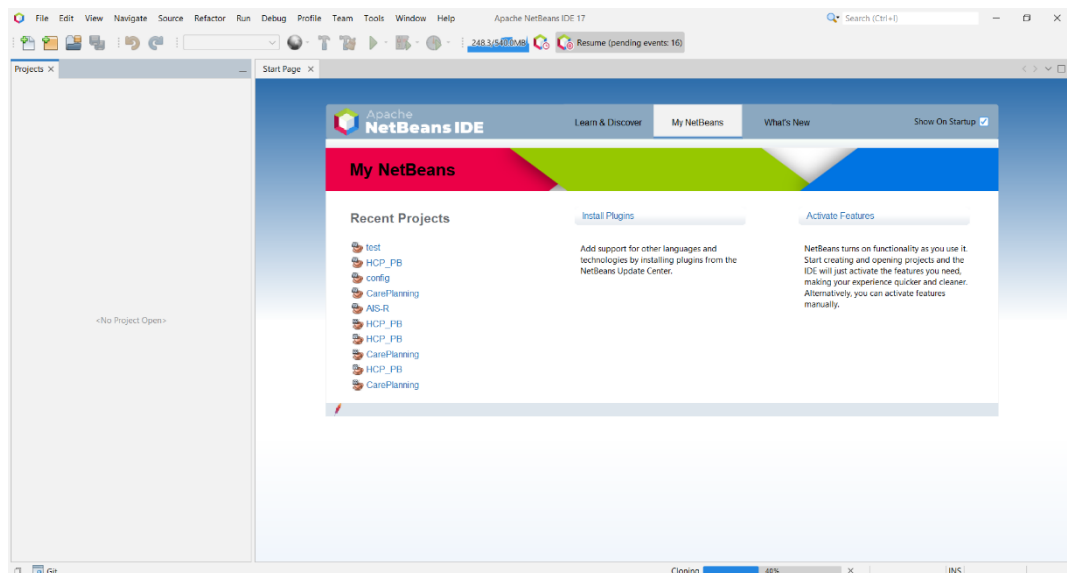 File Edit View Navigate Source Refactor Run Debug Profile Team Tools Window Help Apache NetBeans IDE 17 Search (Ctrl+I)
Resume (pending events: 16)
Projects
Start Page
Apache
NetBeans IDE
Learn & Discover
My NetBeans
What's New
Show On Startup
My NetBeans
Recent Projects
test
HCP_PB
config
CarePlanning
AIS-R
HCP_PB
HCP_PB
CarePlanning
HCP_PB
CarePlanning
Install Plugins
Add support for other languages and
technologies by installing plugins from the
NetBeans Update Center.
Activate Features
NetBeans turns on functionality as you use it.
Start creating and opening projects and the
IDE will just activate the features you need,
making your experience quicker and cleaner.
Alternatively, you can activate features
manually.
<No Project Open>
Git
Cloning
40%
INS